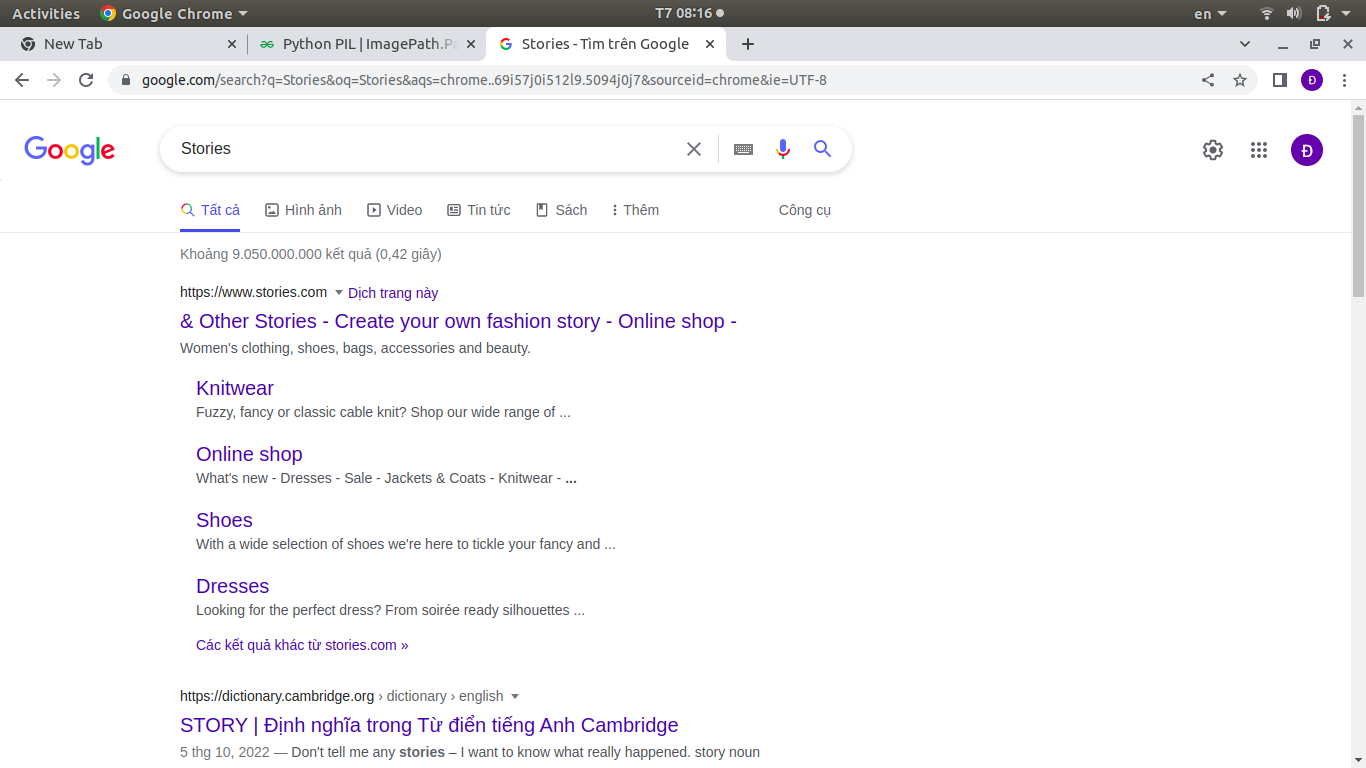 Activities Google Chrome T7 08:16 en
New Tab Python PIL | ImagePath.Pa Stories - Tìm trên Google
google.com/search?q=Stories&oq=Stories&aqs=chrome..69i57j0i512l9.5094j0j7&sourceid=chrome&ie=UTF-8 Đ
Google Stories Đ
Tất cả Hình ảnh Video Tin tức Sách Thêm Công cụ
Khoảng 9.050.000.000 kết quả (0,42 giây)
https://www.stories.com Dịch trang này
& Other Stories - Create your own fashion story - Online shop -
Women's clothing, shoes, bags, accessories and beauty.
Knitwear
Fuzzy, fancy or classic cable knit? Shop our wide range of ...
Online shop
What's new - Dresses - Sale - Jackets & Coats - Knitwear - ...
Shoes
With a wide selection of shoes we're here to tickle your fancy and ...
Dresses
Looking for the perfect dress? From soirée ready silhouettes ...
Các kết quả khác từ stories.com »
https://dictionary.cambridge.org › dictionary › english
STORY | Định nghĩa trong Từ điển tiếng Anh Cambridge
5 thg 10, 2022 — Don't tell me any stories – I want to know what really happened. story noun